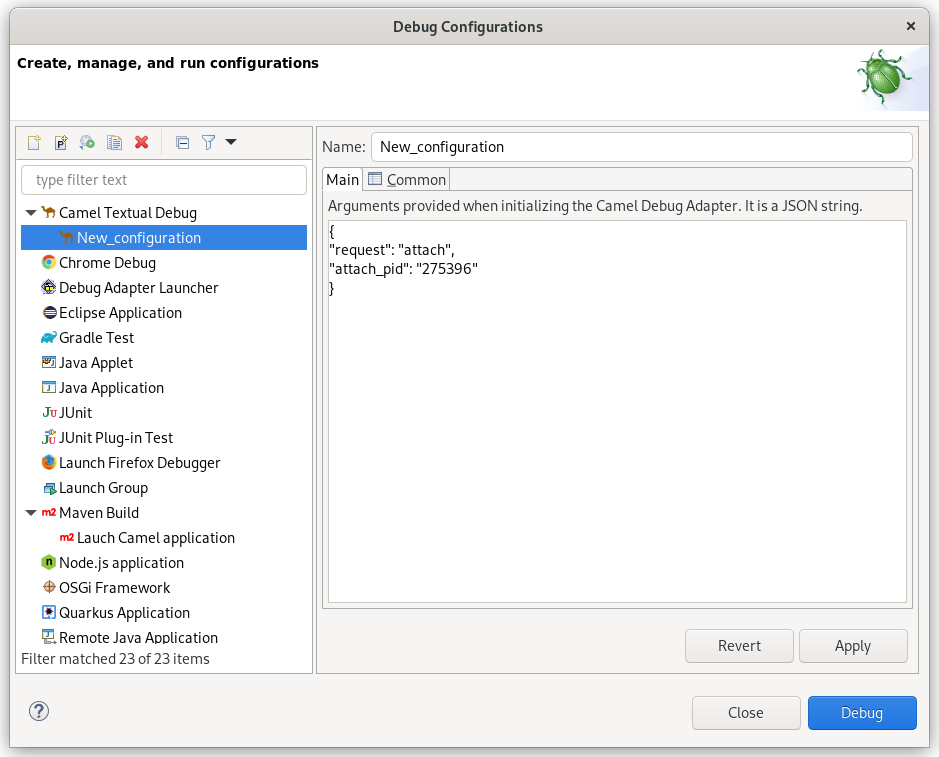 Debug Configurations
Create, manage, and run configurations
type filter text
Camel Textual Debug
New_configuration
Chrome Debug
Debug Adapter Launcher
Eclipse Application
Gradle Test
Java Applet
Java Application
JUnit
JUnit Plug-in Test
Launch Firefox Debugger
Launch Group
Maven Build
Lauch Camel application
Node.js application
OSGi Framework
Quarkus Application
Remote Java Application
Filter matched 23 of 23 items
Name: New_configuration
Main Common
Arguments provided when initializing the Camel Debug Adapter. It is a JSON string.
{
"request": "attach",
"attach_pid": "275396"
}
Revert Apply
Close Debug